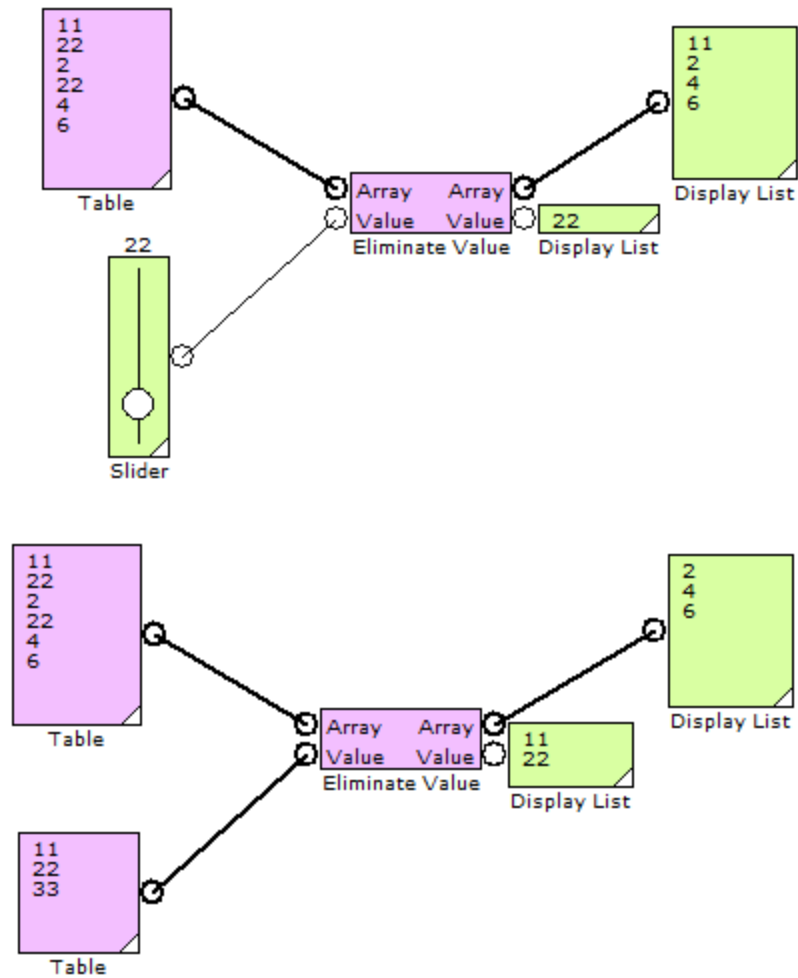 11
22
2
22
4
6
Table
11
2
4
6
Display List
Array Array
Value Value
Eliminate Value
22
Display List
22
Slider
11
22
2
22
4
6
Table
2
4
6
Display List
Array Array
Value Value
Eliminate Value
11
22
Display List
11
22
33
Table